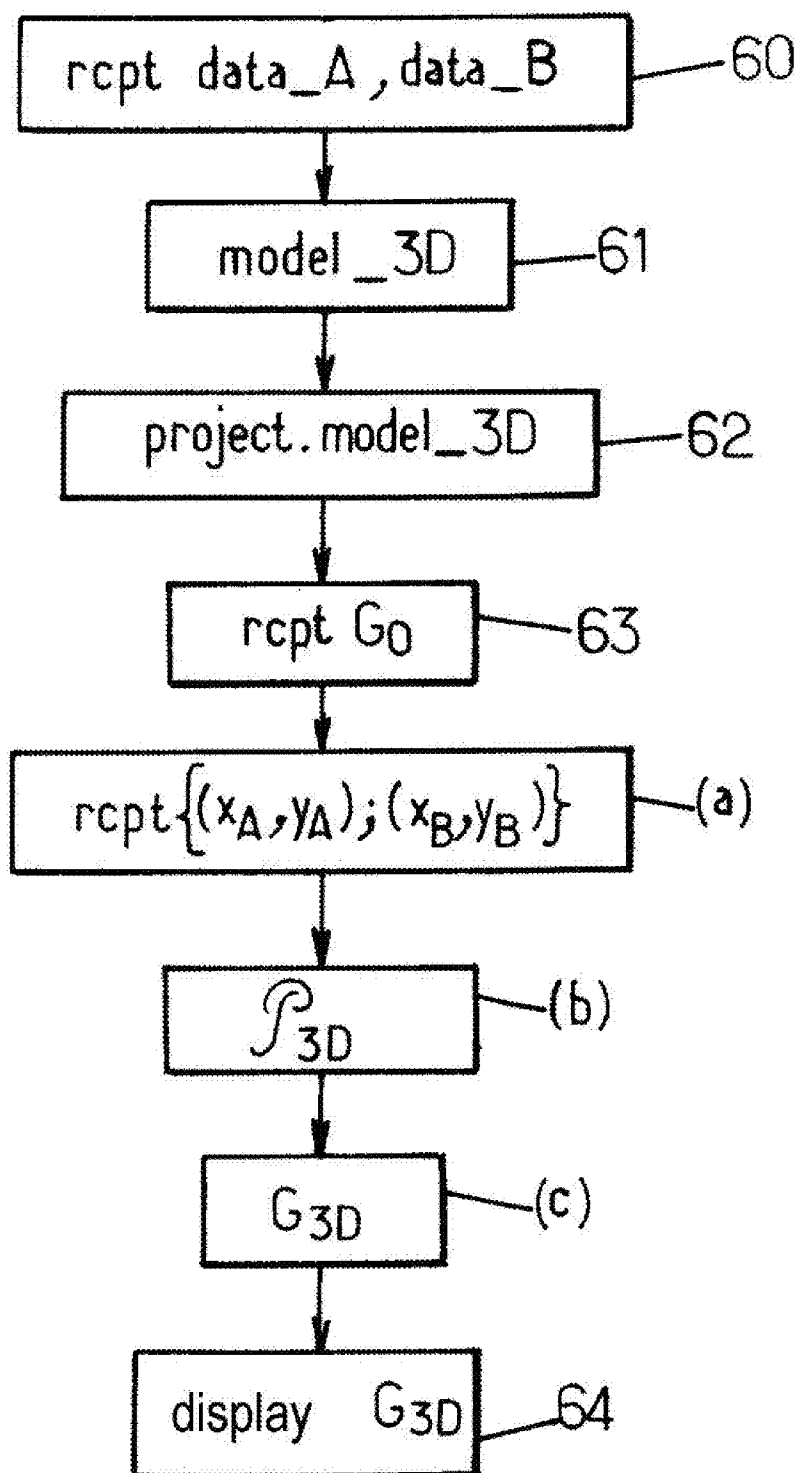 rcpt data_A , data_B 60
model_3D 61
project.model_3D 62
rcpt G0 63
rcpt{(xA,yA);(xB,yB)} (a)
𝒫3D (b)
G3D (c)
display G3D 64